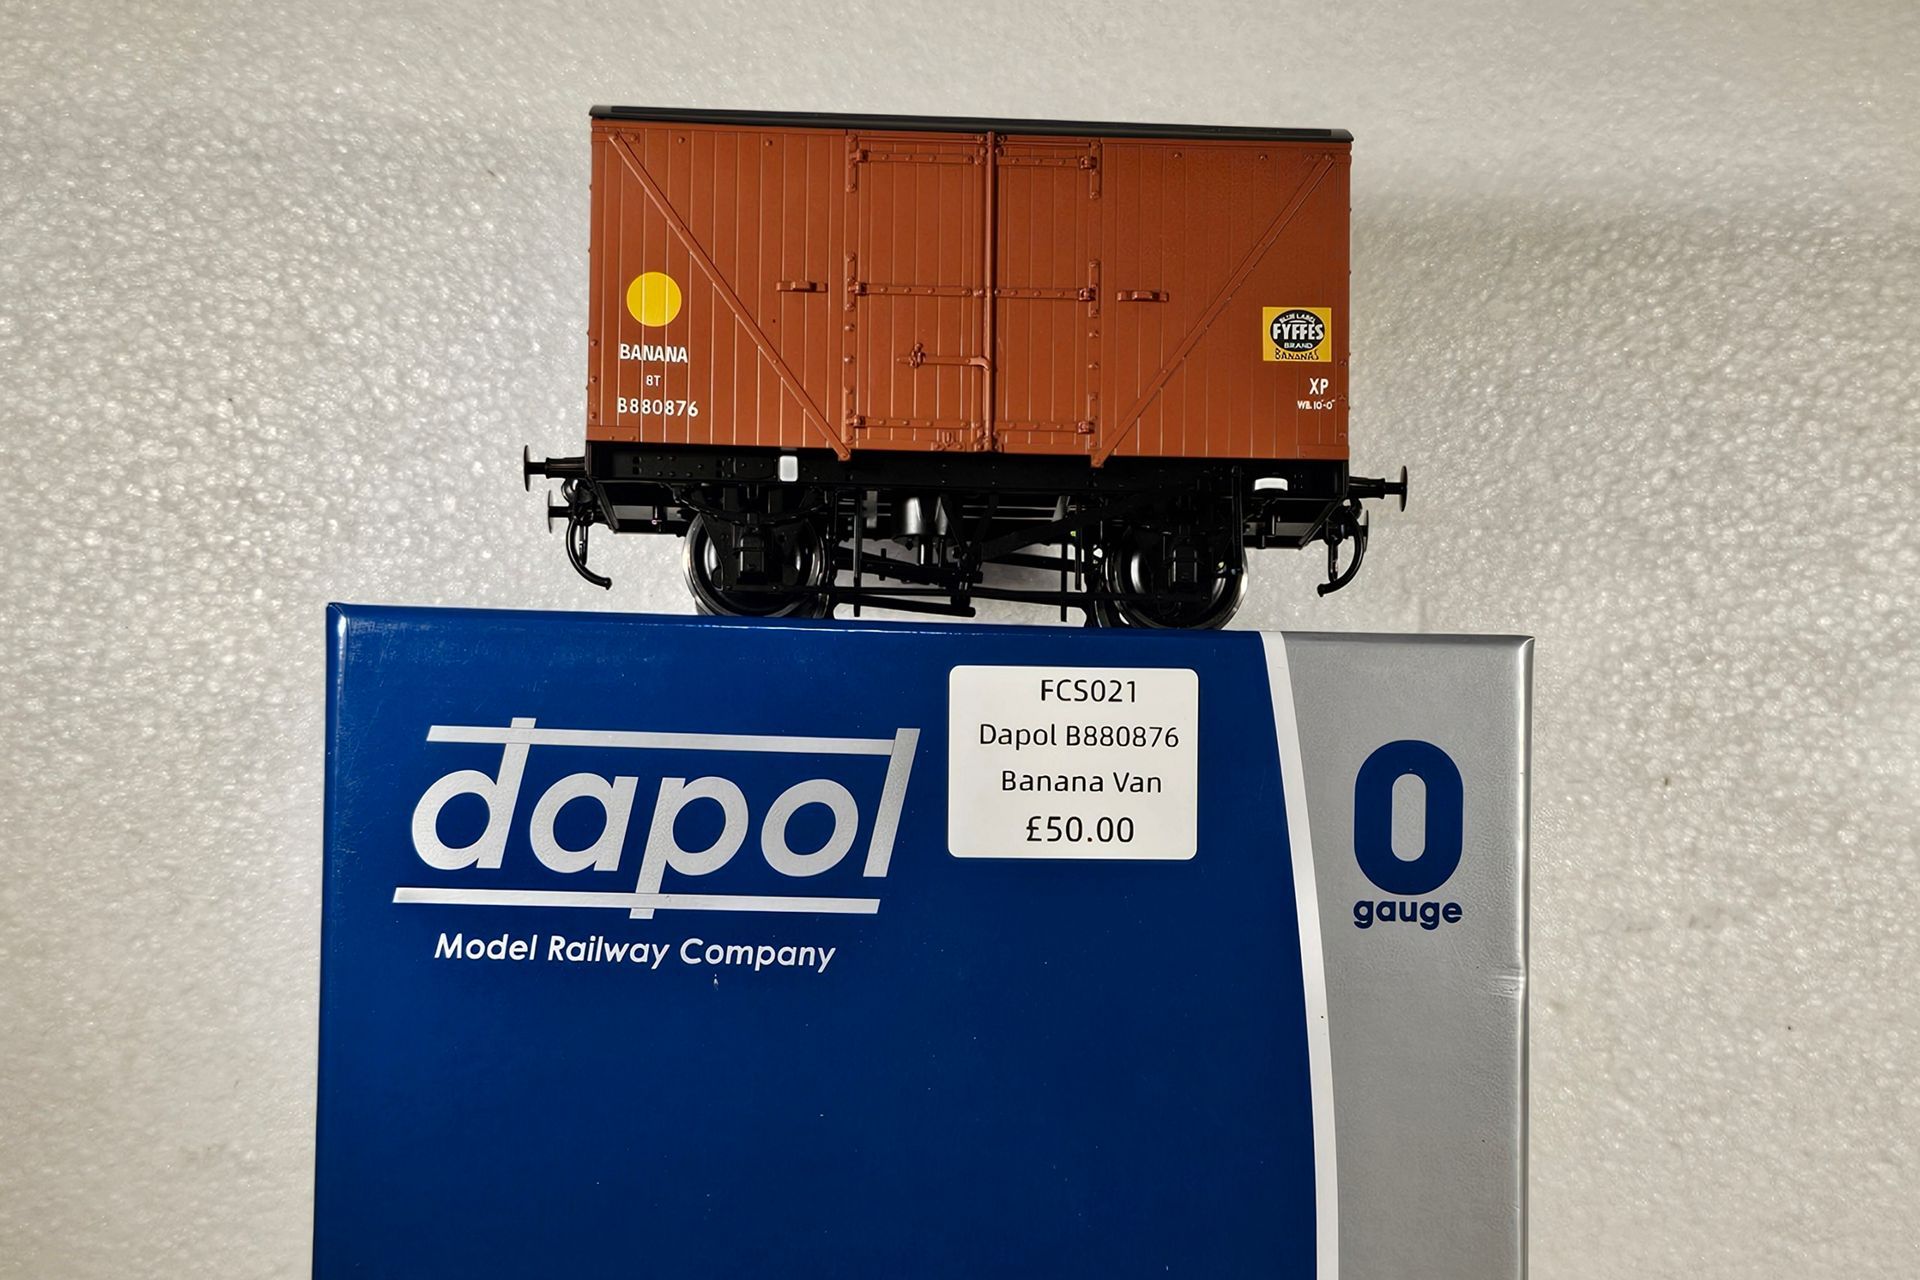 BANANA
8T
B880876
BLUE LABEL
FYFFES
BRAND
BANANAS
XP
WB. 10'-0"
dapol
Model Railway Company
FCS021
Dapol B880876
Banana Van
£50.00
0
gauge